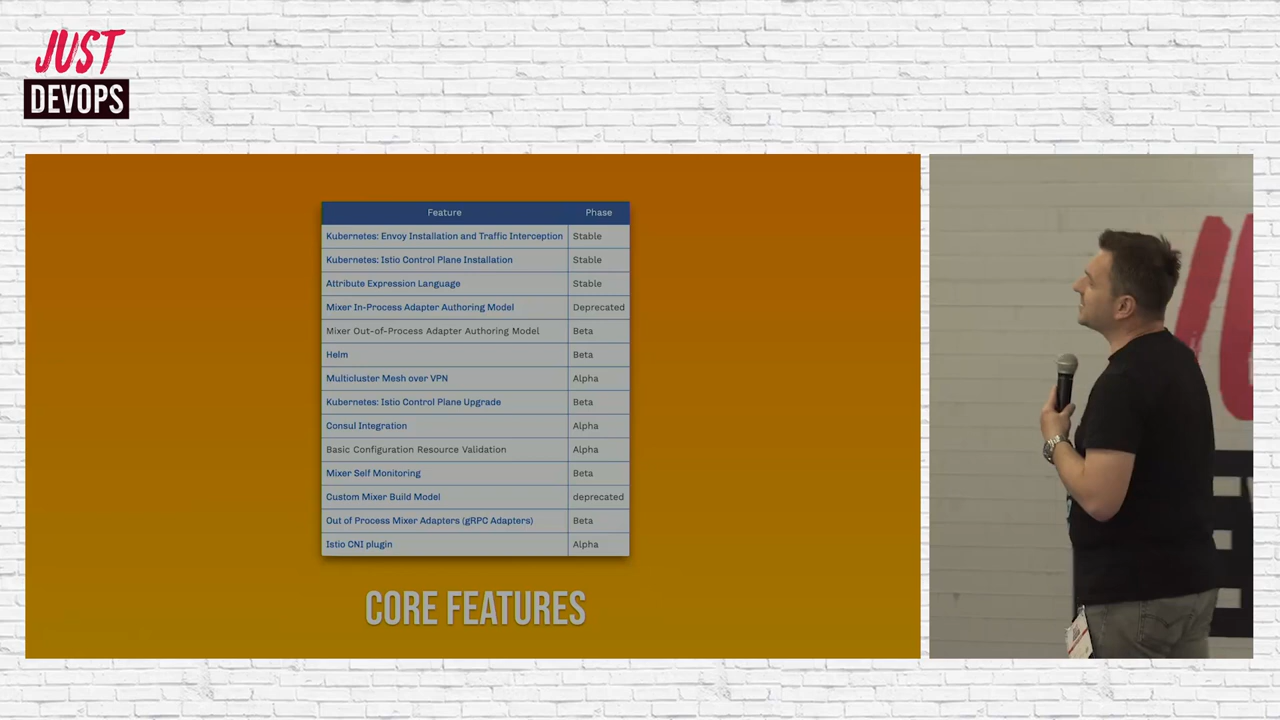 JUST
DEVOPS
Feature Phase
Kubernetes: Envoy Installation and Traffic Interception Stable
Kubernetes: Istio Control Plane Installation Stable
Attribute Expression Language Stable
Mixer In-Process Adapter Authoring Model Deprecated
Mixer Out-of-Process Adapter Authoring Model Beta
Helm Beta
Multicluster Mesh over VPN Alpha
Kubernetes: Istio Control Plane Upgrade Beta
Consul Integration Alpha
Basic Configuration Resource Validation Alpha
Mixer Self Monitoring Beta
Custom Mixer Build Model deprecated
Out of Process Mixer Adapters (gRPC Adapters) Beta
Istio CNI plugin Alpha
CORE FEATURES